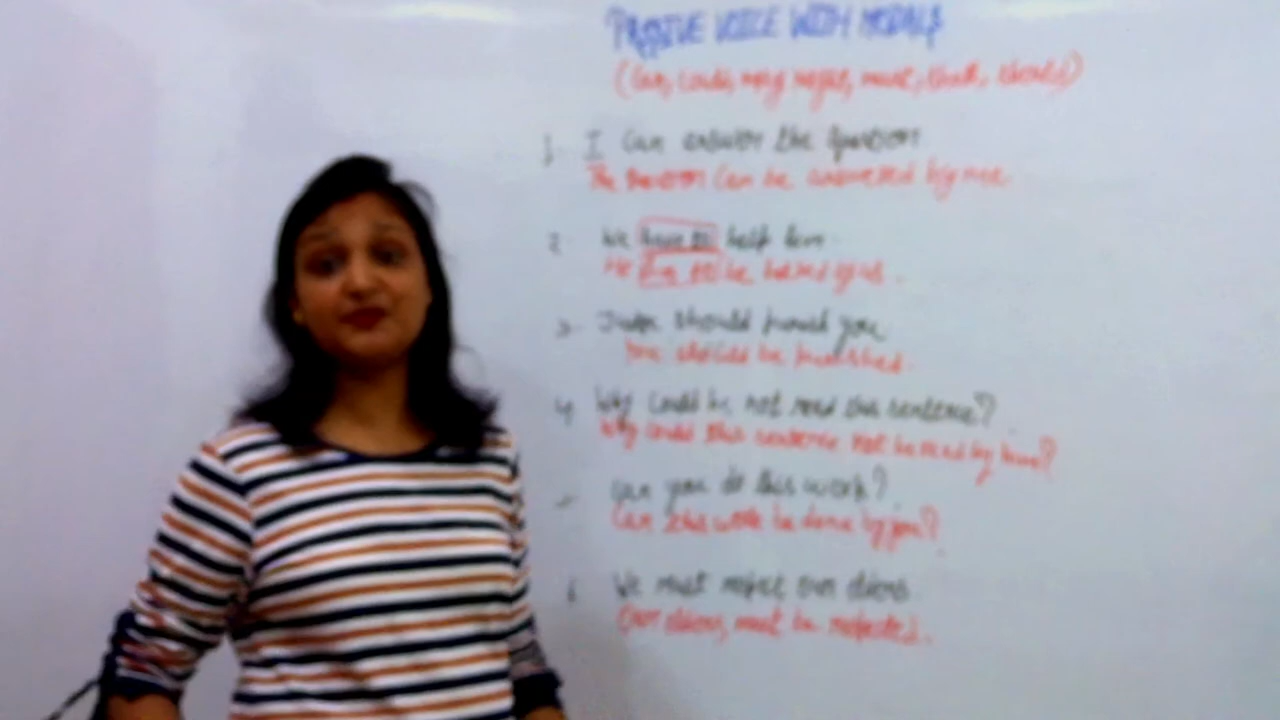 PASSIVE VOICE WITH MODALS
(Can, could, may might, must, shall, should)
1. I can answer the question
The question can be answered by me.
2. We have to help him.
He has to be helped by us.
3. should punish you
You should be punished.
4. Why could he not read this sentence?
Why could this sentence not be read by him?
Can you do this work?
Can this work be done by you?
6 We must respect our elders
Our elders must be respected.